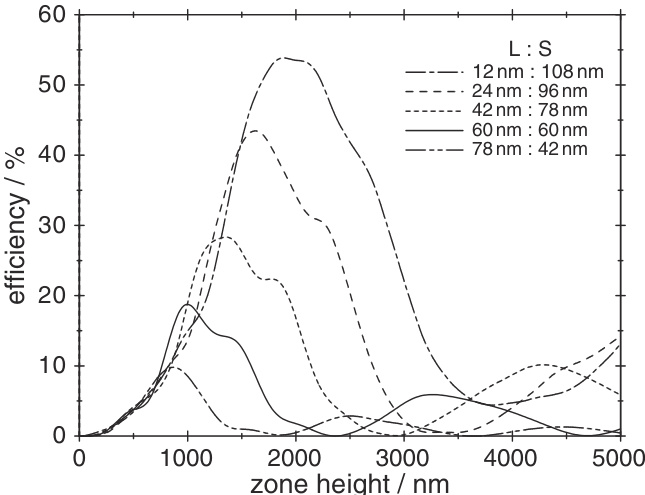 60
50
40
30
20
10
0
efficiency / %
L : S
12 nm : 108 nm
24 nm : 96 nm
42 nm : 78 nm
60 nm : 60 nm
78 nm : 42 nm
0 1000 2000 3000 4000 5000
zone height / nm